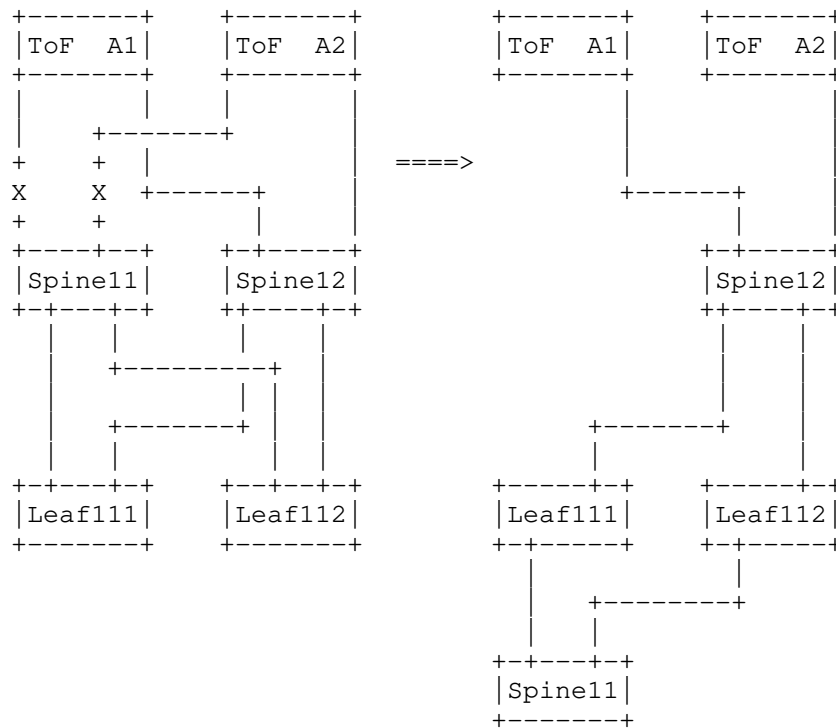 ToF A1 ToF A2 ToF A1 ToF A2
X X ====>
Spine11 Spine12 Spine12
Leaf111 Leaf112 Leaf111 Leaf112
Spine11